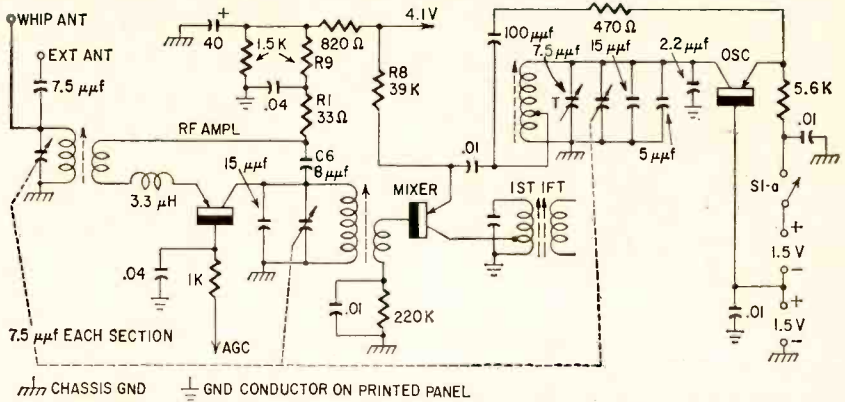 WHIP ANT
EXT ANT
7.5 μμf
+
40
1.5 K
R9
820 Ω
4.1 V
.04
R1
33Ω
R8
39 K
100 μμf
470 Ω
7.5 μμf
15 μμf
2.2 μμf
OSC
T
5.6K
.01
5 μμf
S1-a
RF AMPL
C6
8 μμf
15 μμf
3.3 μH
MIXER
.01
1ST IFT
+
1.5 V
–
+
1.5 V
–
.04
1K
.01
220 K
.01
7.5 μμf EACH SECTION
AGC
CHASSIS GND
GND CONDUCTOR ON PRINTED PANEL